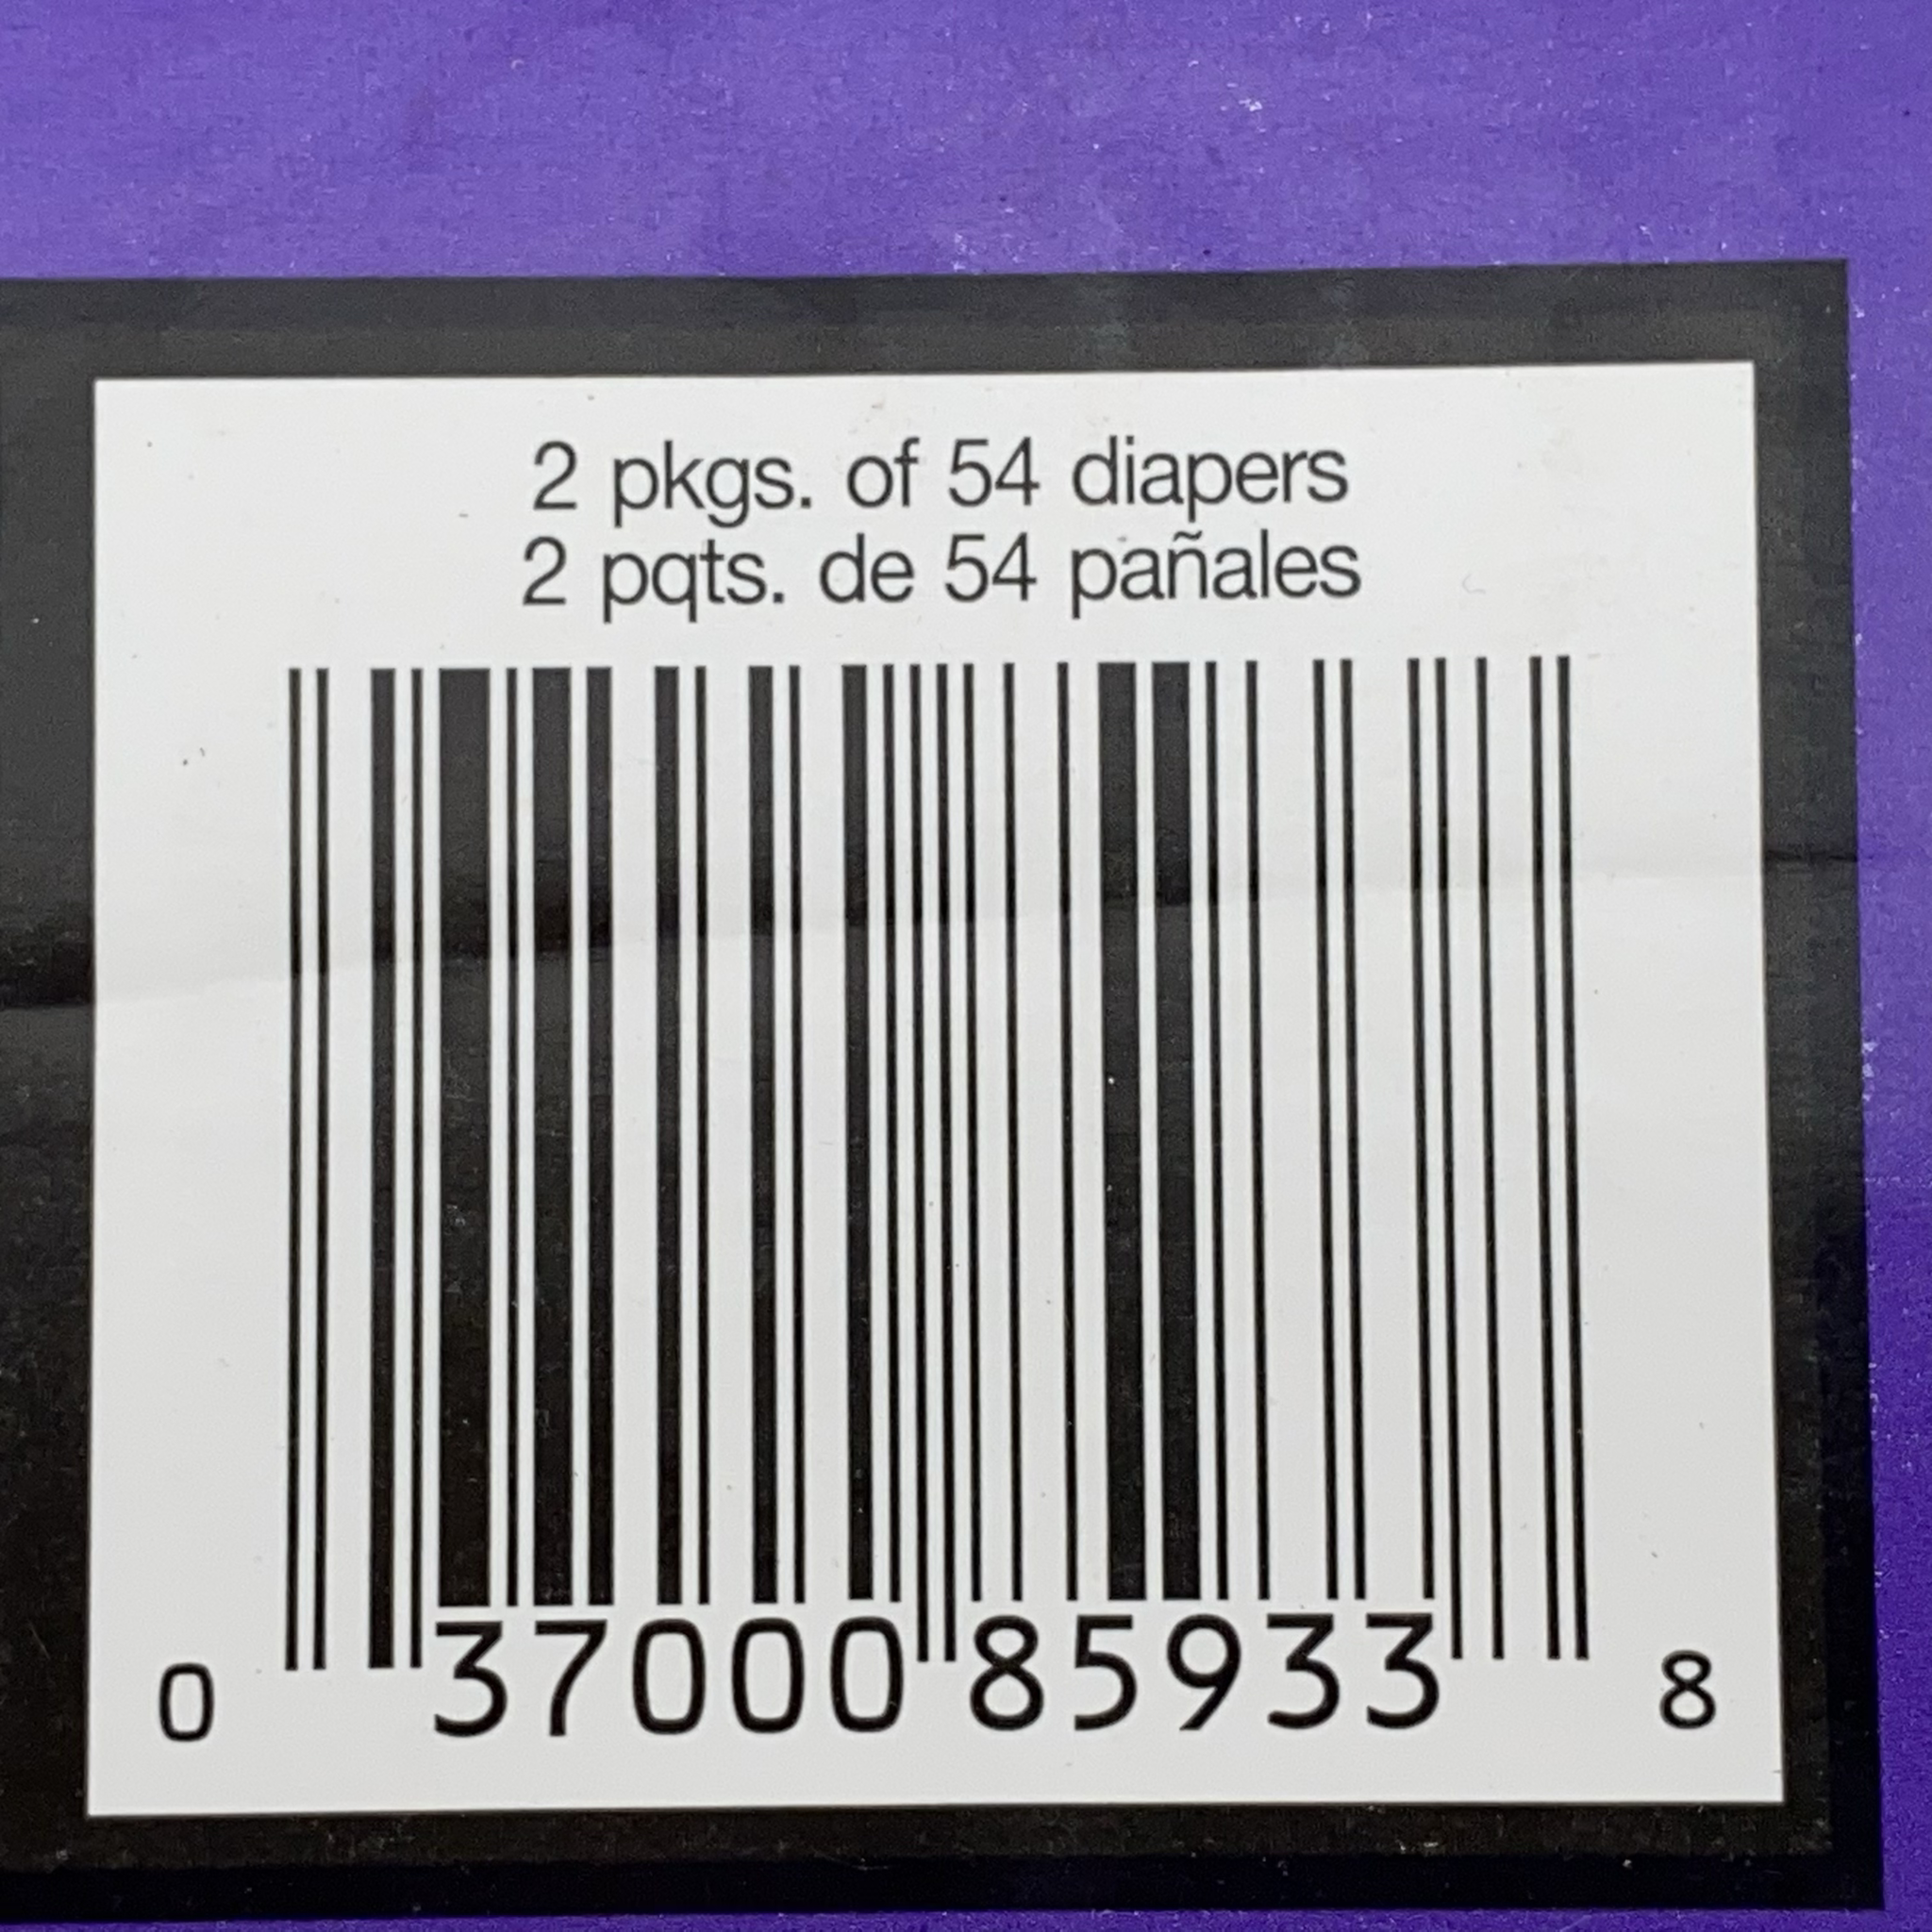 2 pkgs. of 54 diapers
2 pqts. de 54 pañales
0 37000 85933 8